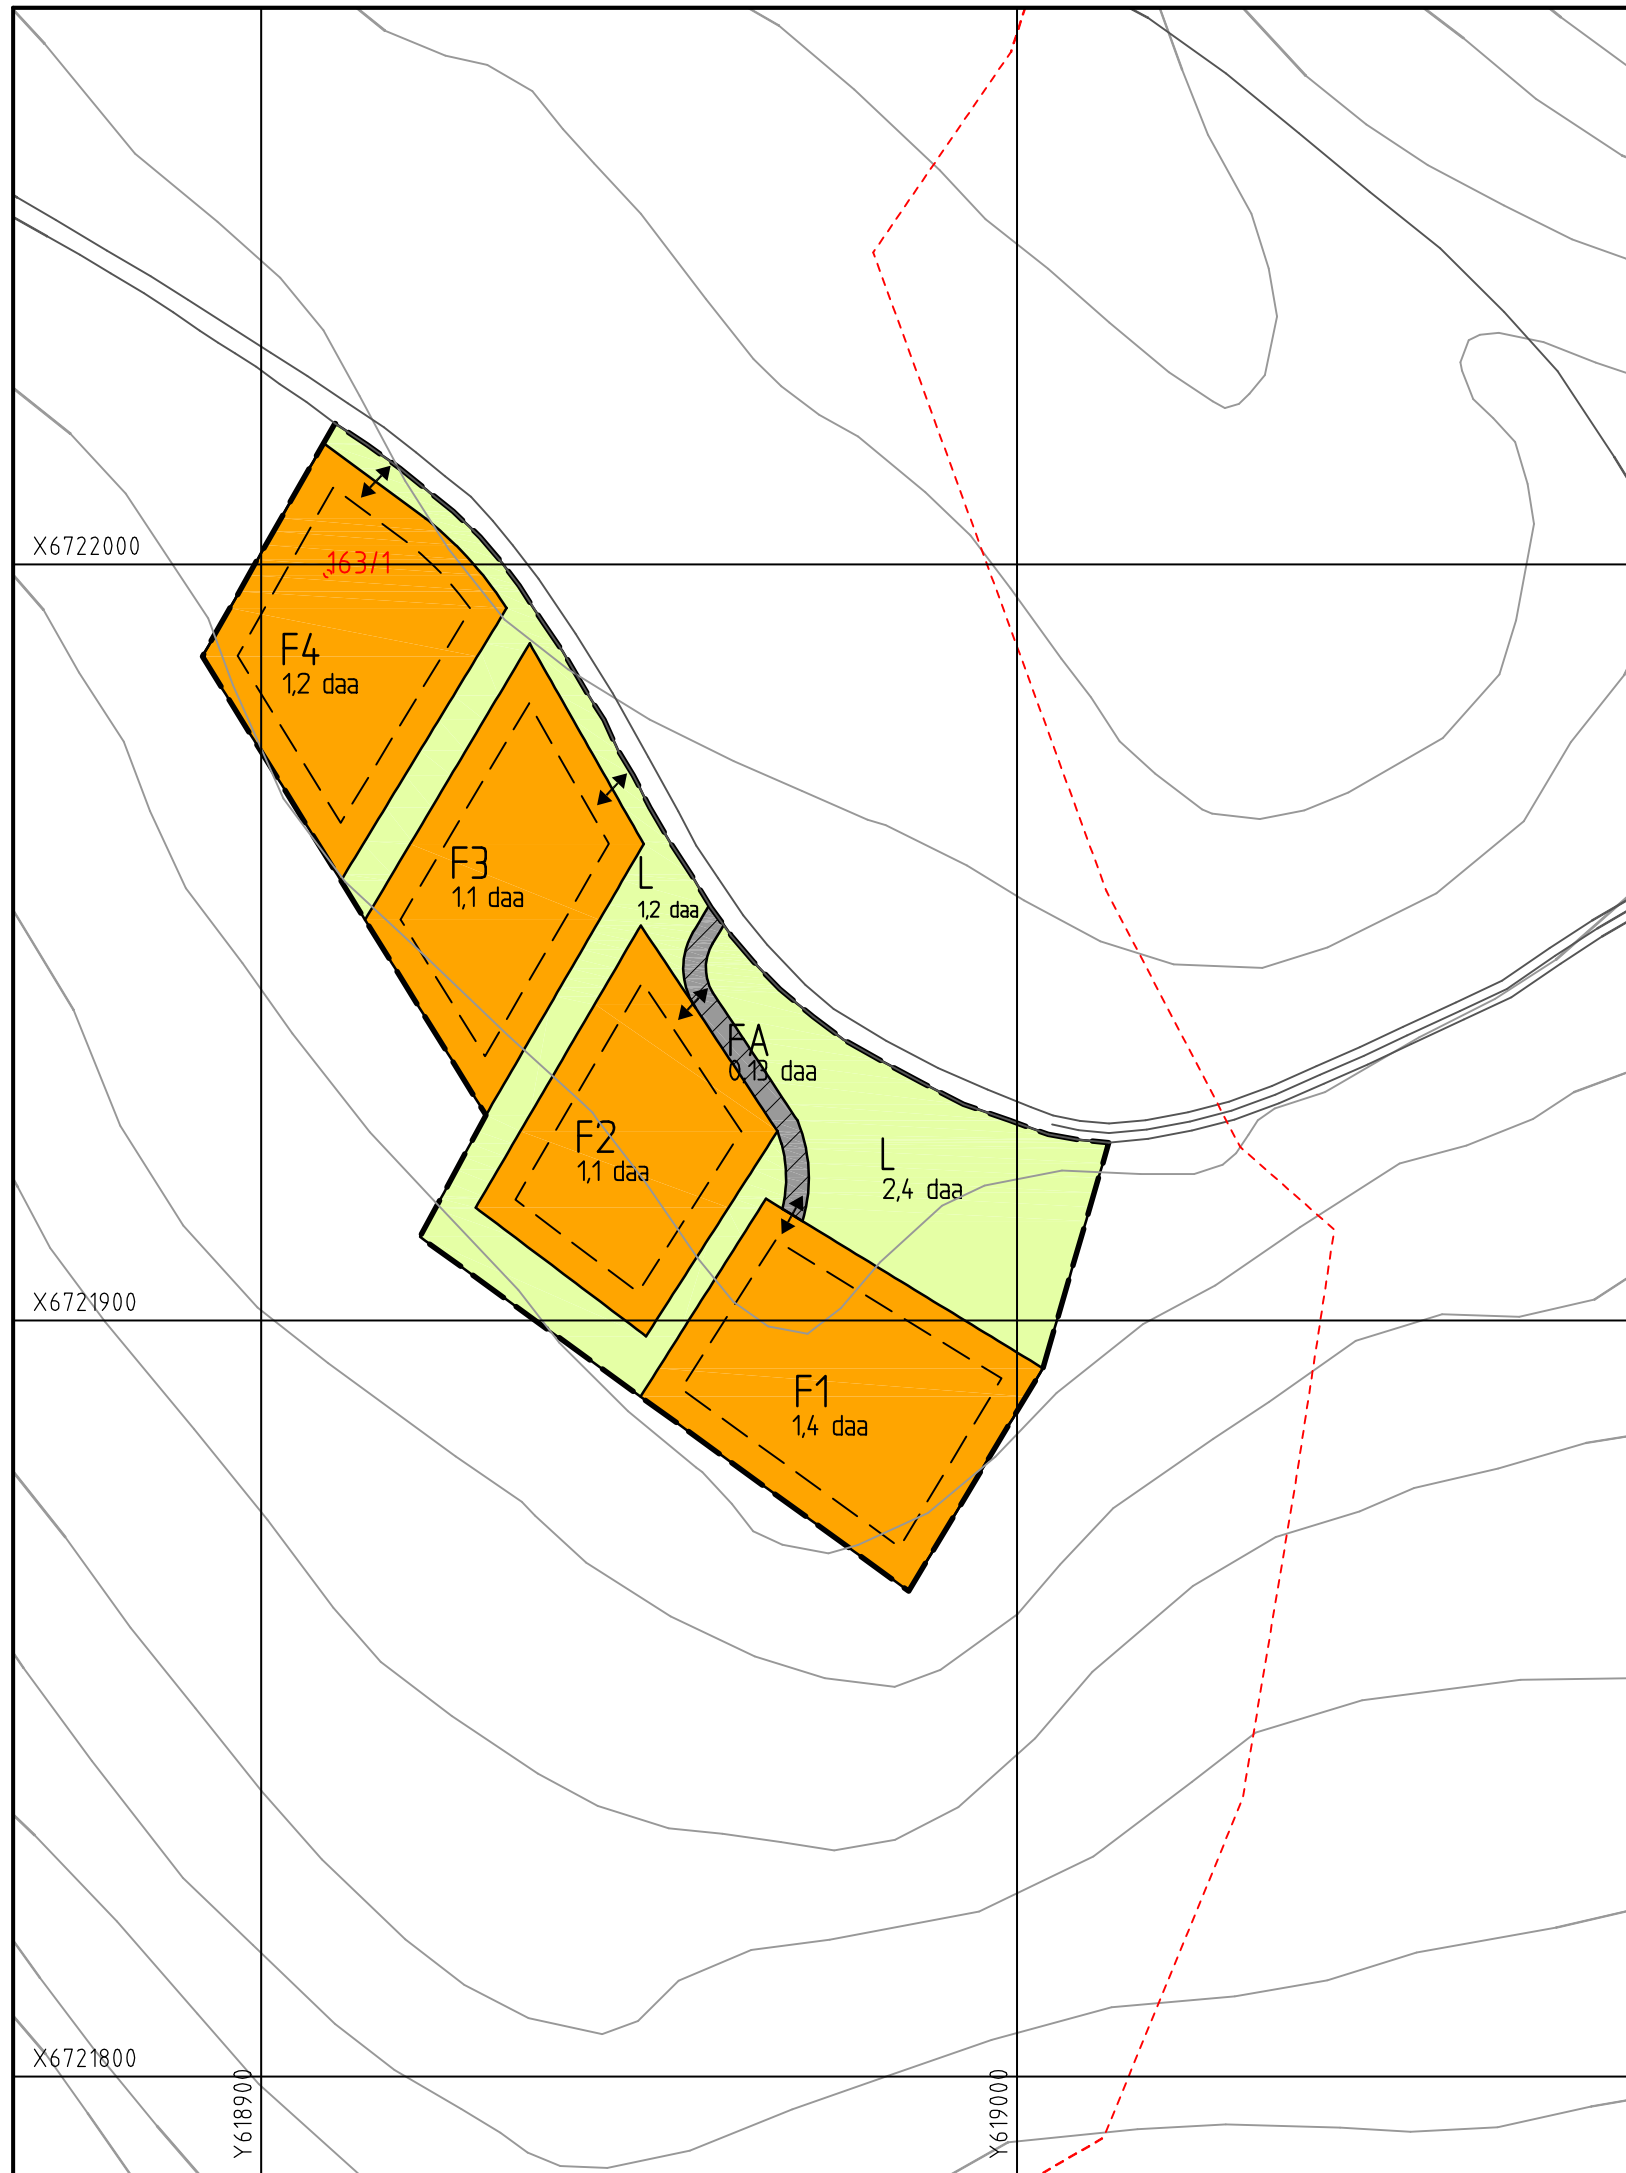 X6722000
163/1
F4
1,2 daa
F3
1,1 daa
L
1,2 daa
FA
0,13 daa
F2
1,1 daa
L
2,4 daa
X6721900
F1
1,4 daa
X6721800
Y618900
Y619000